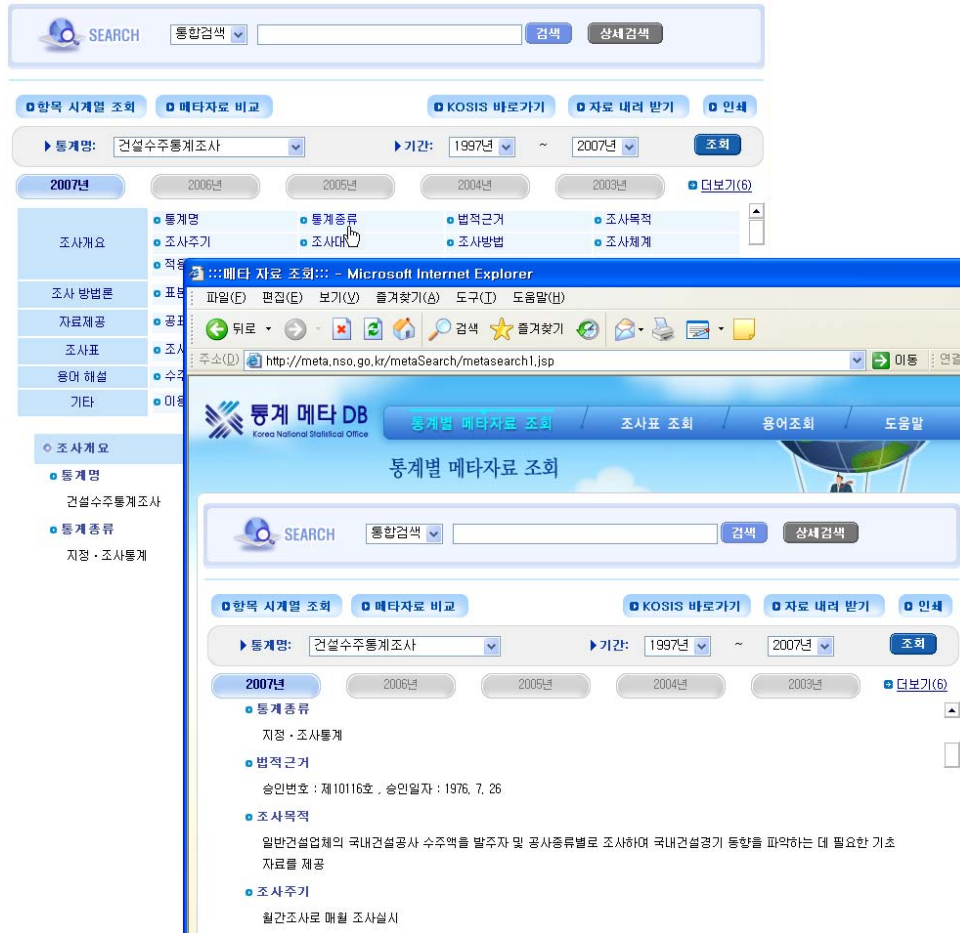 SEARCH 통합검색 검색 상세검색
항목 시계열 조회 메타자료 비교 KOSIS 바로가기 자료 내려 받기 인쇄
통계명: 건설수주통계조사 기간: 1997년 ~ 2007년 조회
2007년 2006년 2005년 2004년 2003년 더보기(6)
조사개요
통계명 통계종류 법적근거 조사목적
조사주기 조사대 조사방법 조사체계
조사 방법론
자료제공
조사표
용어 해설
기타
조사개요
통계명
건설수주통계조사
통계종류
지정・조사통계
:::메타 자료 조회::: - Microsoft Internet Explorer
파일(F) 편집(E) 보기(V) 즐겨찾기(A) 도구(T) 도움말(H)
뒤로 검색 즐겨찾기
주소(D) http://meta.nso.go.kr/metaSearch/metasearch1.jsp 이동 연결
통계 메타 DB
Korea National Statistical Office
통계별 메타자료 조회 조사표 조회 용어조회 도움말
통계별 메타자료 조회
SEARCH 통합검색 검색 상세검색
항목 시계열 조회 메타자료 비교 KOSIS 바로가기 자료 내려 받기 인쇄
통계명: 건설수주통계조사 기간: 1997년 ~ 2007년 조회
2007년 2006년 2005년 2004년 2003년 더보기(6)
통계종류
지정・조사통계
법적근거
승인번호 : 제10116호 , 승인일자 : 1976. 7. 26
조사목적
일반건설업체의 국내건설공사 수주액을 발주자 및 공사종류별로 조사하여 국내건설경기 동향을 파악하는 데 필요한 기초
자료를 제공
조사주기
월간조사로 매월 조사실시